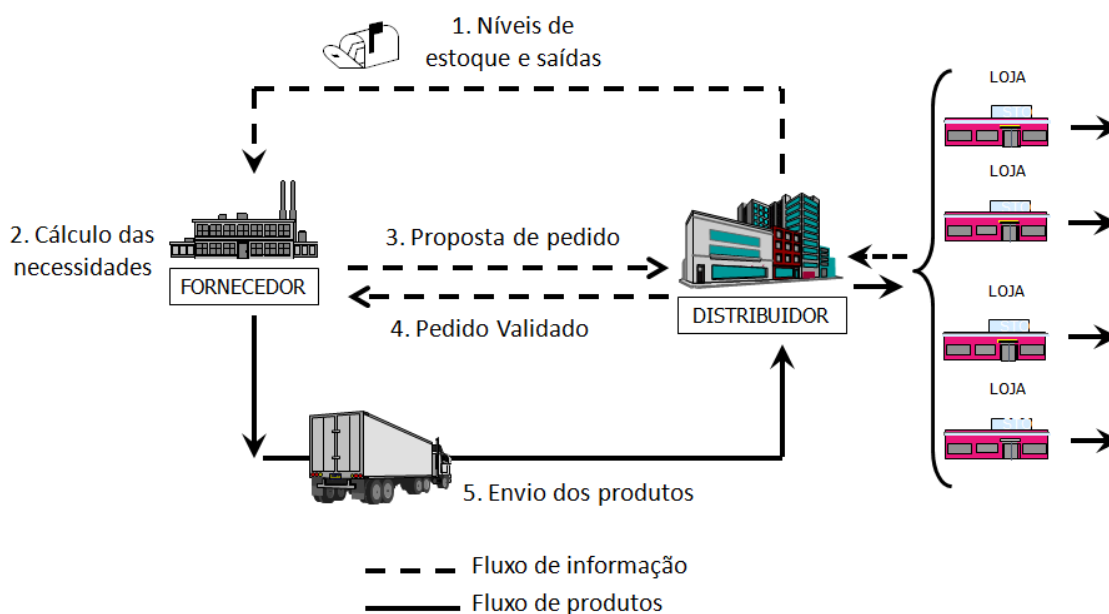 1. Níveis de
estoque e saídas
LOJA
LOJA
2. Cálculo das
necessidades
3. Proposta de pedido
FORNECEDOR
4. Pedido Validado
DISTRIBUIDOR
LOJA
LOJA
5. Envio dos produtos
Fluxo de informação
Fluxo de produtos